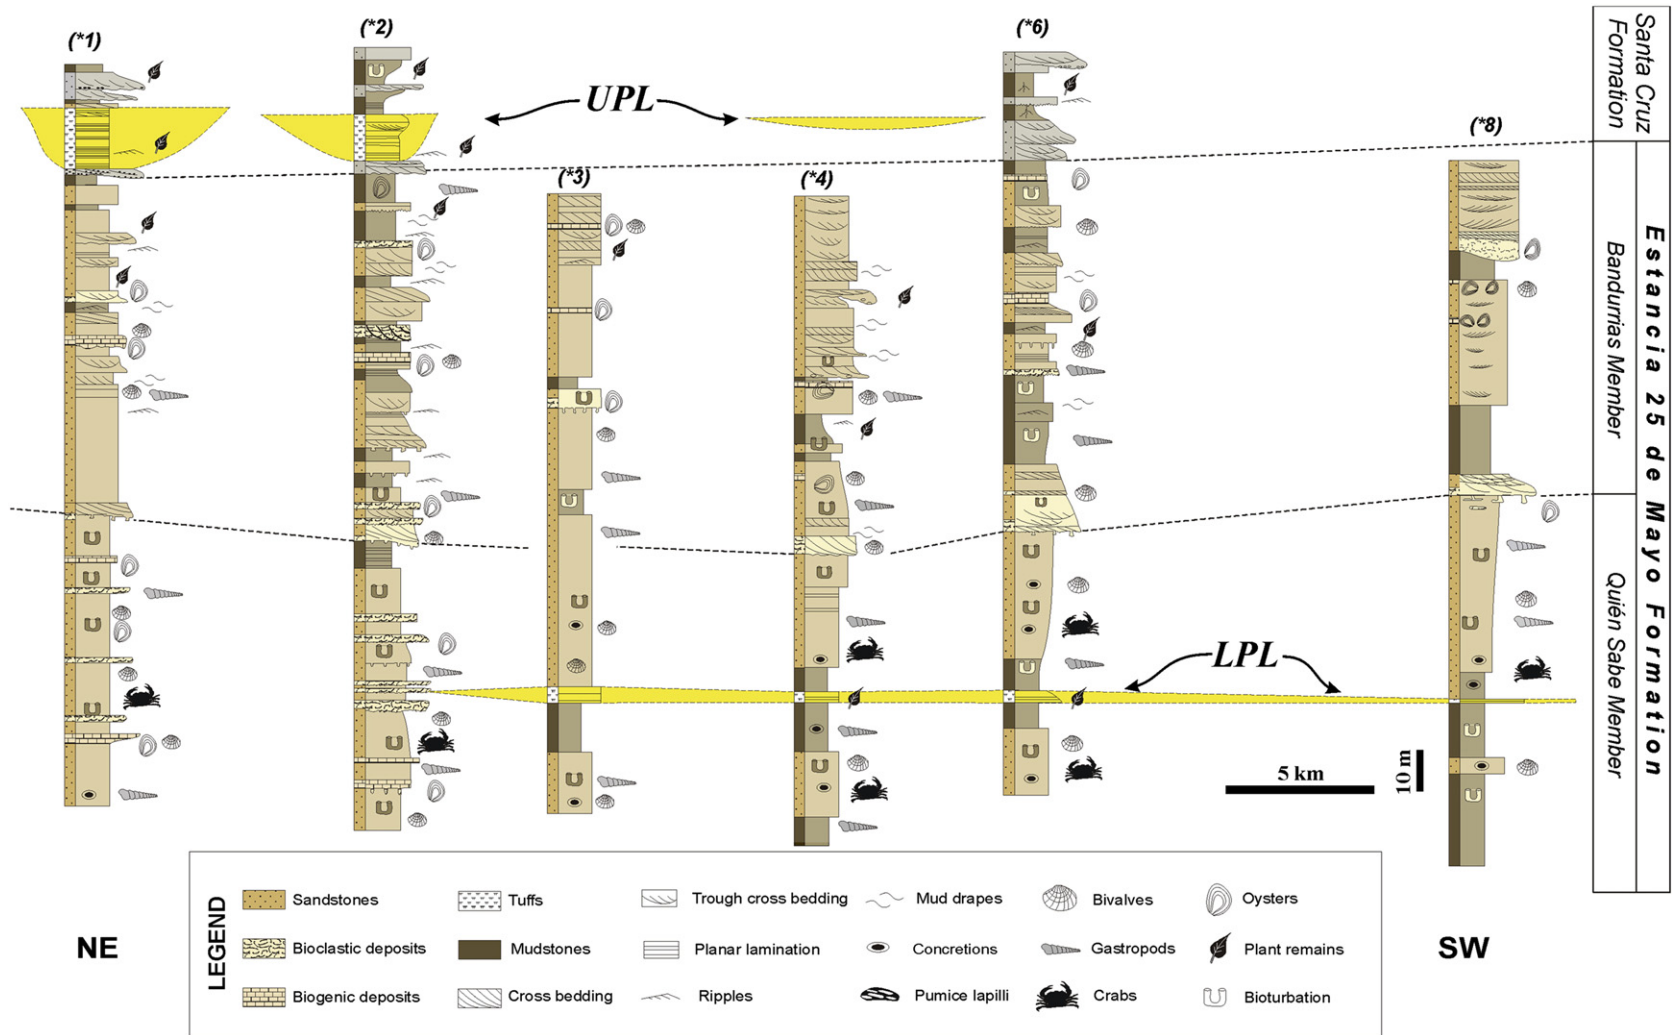 (*1)
(*2)
(*3)
(*4)
(*6)
(*8)
UPL
LPL
Santa Cruz
Formation
Bandurrias Member
Quién Sabe Member
Estancia 25 de Mayo Formation
5 km
10 m
NE
SW
LEGEND
Sandstones
Tuffs
Trough cross bedding
Mud drapes
Bivalves
Oysters
Bioclastic deposits
Mudstones
Planar lamination
Concretions
Gastropods
Plant remains
Biogenic deposits
Cross bedding
Ripples
Pumice lapilli
Crabs
Bioturbation